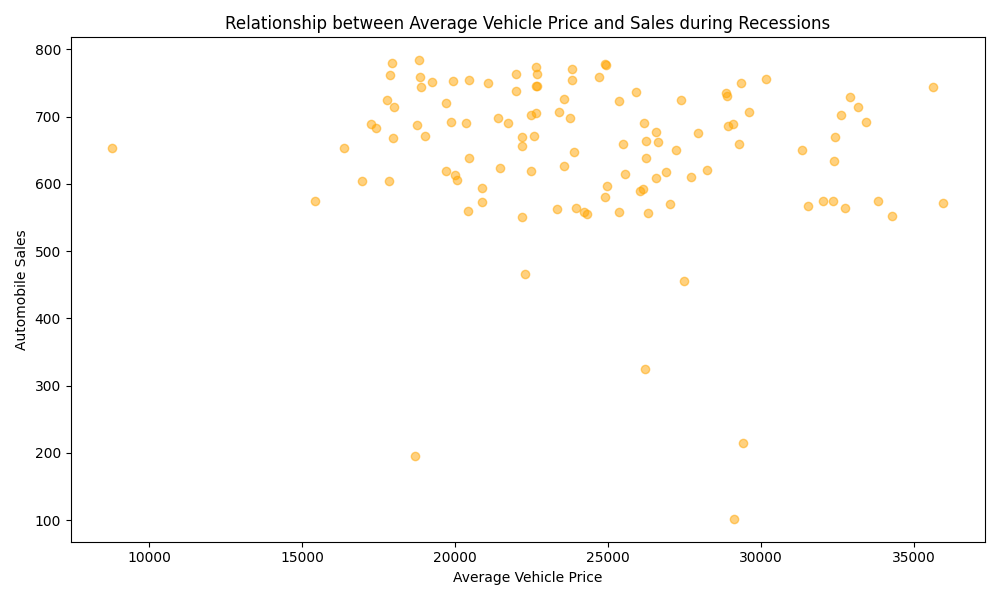 Relationship between Average Vehicle Price and Sales during Recessions
800
700
600
500
400
300
200
100
Automobile Sales
10000 15000 20000 25000 30000 35000
Average Vehicle Price